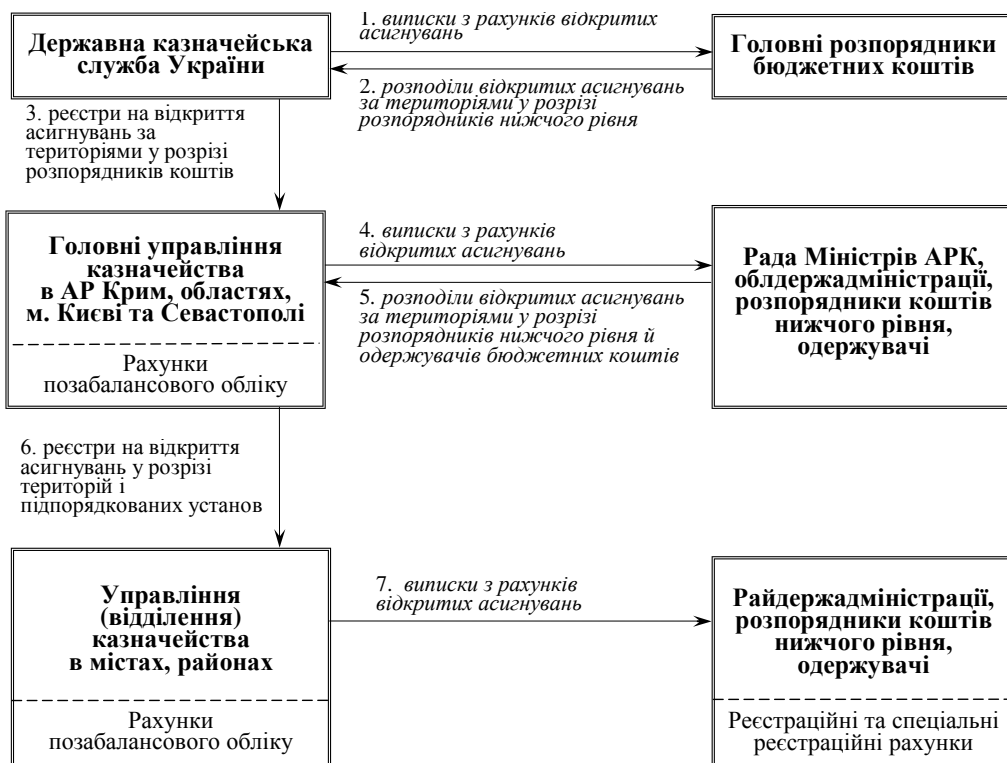 Державна казначейська
служба України
1. виписки з рахунків відкритих
асигнувань
Головні розпорядники
бюджетних коштів
2. розподіли відкритих асигнувань
за територіями у розрізі
розпорядників нижчого рівня
3. реєстри на відкриття
асигнувань за
територіями у розрізі
розпорядників коштів
Головні управління
казначейства
в АР Крим, областях,
м. Києві та Севастополі
Рахунки
позабалансового обліку
4. виписки з рахунків
відкритих асигнувань
5. розподіли відкритих асигнувань
за територіями у розрізі
розпорядників нижчого рівня й
одержувачів бюджетних коштів
Рада Міністрів АРК,
облдержадміністрації,
розпорядники коштів
нижчого рівня,
одержувачі
6. реєстри на відкриття
асигнувань у розрізі
територій і
підпорядкованих установ
Управління
(відділення)
казначейства
в містах, районах
Рахунки
позабалансового обліку
7. виписки з рахунків
відкритих асигнувань
Райдержадміністрації,
розпорядники коштів
нижчого рівня,
одержувачі
Реєстраційні та спеціальні
реєстраційні рахунки